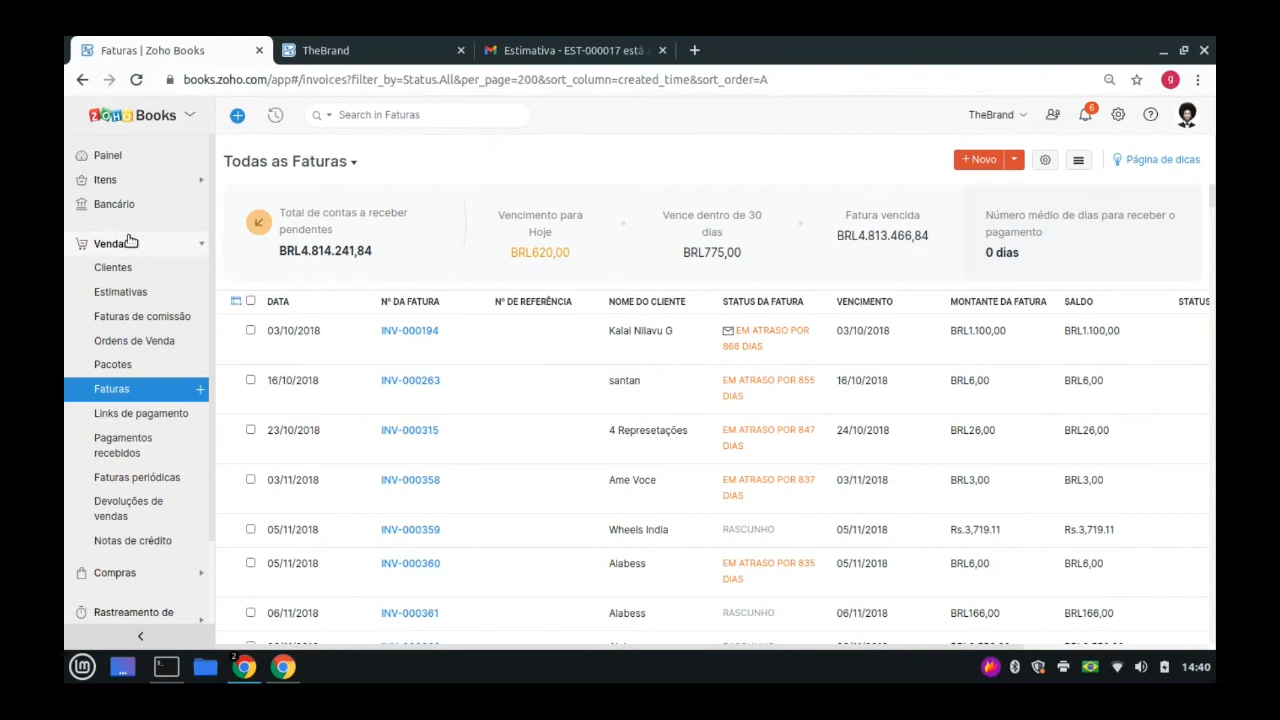 Faturas | Zoho Books
TheBrand
Estimativa - EST-000017 está
books.zoho.com/app#/invoices?filter_by=Status.All&per_page=200&sort_column=created_time&sort_order=A
g
ZOHO Books
Search in Faturas
TheBrand
6
Painel
Itens
Bancário
Vendas
Clientes
Estimativas
Faturas de comissão
Ordens de Venda
Pacotes
Faturas +
Links de pagamento
Pagamentos
recebidos
Faturas periódicas
Devoluções de
vendas
Notas de crédito
Compras
Rastreamento de
Todas as Faturas
+ Novo
Página de dicas
Total de contas a receber
pendentes
BRL4.814.241,84
Vencimento para
Hoje
BRL620,00
Vence dentro de 30
dias
BRL775,00
Fatura vencida
BRL4.813.466,84
Número médio de dias para receber o
pagamento
0 dias
DATA Nº DA FATURA Nº DE REFERÊNCIA NOME DO CLIENTE STATUS DA FATURA VENCIMENTO MONTANTE DA FATURA SALDO STATUS
03/10/2018 INV-000194 Kalai Nilavu G EM ATRASO POR 03/10/2018 BRL1.100,00 BRL1.100,00
868 DIAS
16/10/2018 INV-000263 santan EM ATRASO POR 855 16/10/2018 BRL6,00 BRL6,00
DIAS
23/10/2018 INV-000315 4 Represetações EM ATRASO POR 847 24/10/2018 BRL26,00 BRL26,00
DIAS
03/11/2018 INV-000358 Ame Voce EM ATRASO POR 837 03/11/2018 BRL3,00 BRL3,00
DIAS
05/11/2018 INV-000359 Wheels India RASCUNHO 05/11/2018 Rs.3,719.11 Rs.3,719.11
05/11/2018 INV-000360 Alabess EM ATRASO POR 835 05/11/2018 BRL6,00 BRL6,00
DIAS
06/11/2018 INV-000361 Alabess RASCUNHO 06/11/2018 BRL166,00 BRL166,00
2
14:40